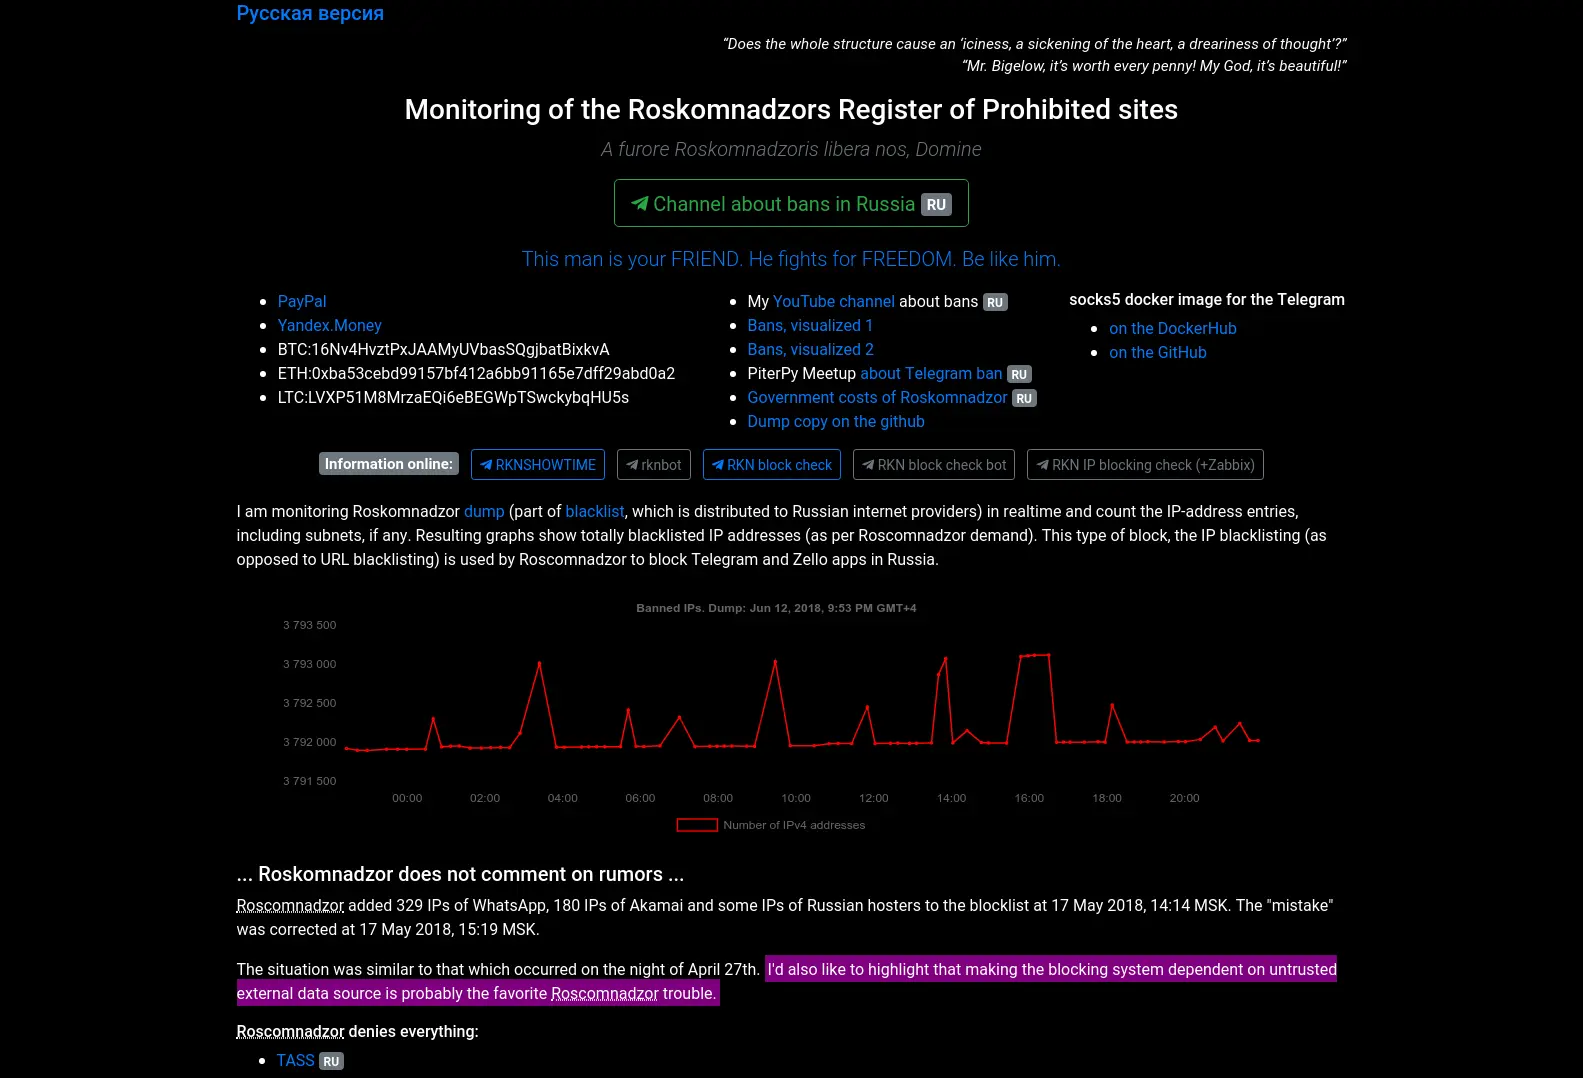 Русская версия
“Does the whole structure cause an ‘iciness, a sickening of the heart, a dreariness of thought’?”
“Mr. Bigelow, it’s worth every penny! My God, it’s beautiful!”
Monitoring of the Roskomnadzors Register of Prohibited sites
A furore Roskomnadzoris libera nos, Domine
Channel about bans in Russia RU
This man is your FRIEND. He fights for FREEDOM. Be like him.
PayPal
Yandex.Money
BTC:16Nv4HvztPxJAAMyUVbasSQgjbatBixkvA
ETH:0xba53cebd99157bf412a6bb91165e7dff29abd0a2
LTC:LVXP51M8MrzaEQi6eBEGWpTSwckybqHU5s
My YouTube channel about bans RU
Bans, visualized 1
Bans, visualized 2
PiterPy Meetup about Telegram ban RU
Government costs of Roskomnadzor RU
Dump copy on the github
socks5 docker image for the Telegram
on the DockerHub
on the GitHub
Information online: RKNSHOWTIME rknbot RKN block check RKN block check bot RKN IP blocking check (+Zabbix)
I am monitoring Roskomnadzor dump (part of blacklist, which is distributed to Russian internet providers) in realtime and count the IP-address entries,
including subnets, if any. Resulting graphs show totally blacklisted IP addresses (as per Roscomnadzor demand). This type of block, the IP blacklisting (as
opposed to URL blacklisting) is used by Roscomnadzor to block Telegram and Zello apps in Russia.
Banned IPs. Dump: Jun 12, 2018, 9:53 PM GMT+4
3 793 500
3 793 000
3 792 500
3 792 000
3 791 500
00:00 02:00 04:00 06:00 08:00 10:00 12:00 14:00 16:00 18:00 20:00
Number of IPv4 addresses
... Roskomnadzor does not comment on rumors ...
Roscomnadzor added 329 IPs of WhatsApp, 180 IPs of Akamai and some IPs of Russian hosters to the blocklist at 17 May 2018, 14:14 MSK. The "mistake"
was corrected at 17 May 2018, 15:19 MSK.
The situation was similar to that which occurred on the night of April 27th. I'd also like to highlight that making the blocking system dependent on untrusted
external data source is probably the favorite Roscomnadzor trouble.
Roscomnadzor denies everything:
TASS RU